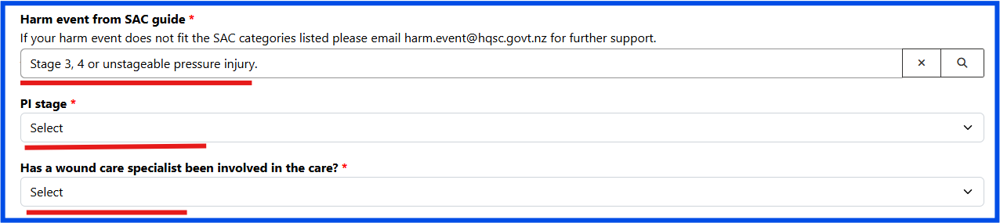 Harm event from SAC guide *
If your harm event does not fit the SAC categories listed please email harm.event@hqsc.govt.nz for further support.
Stage 3, 4 or unstageable pressure injury.
PI stage *
Select
Has a wound care specialist been involved in the care? *
Select